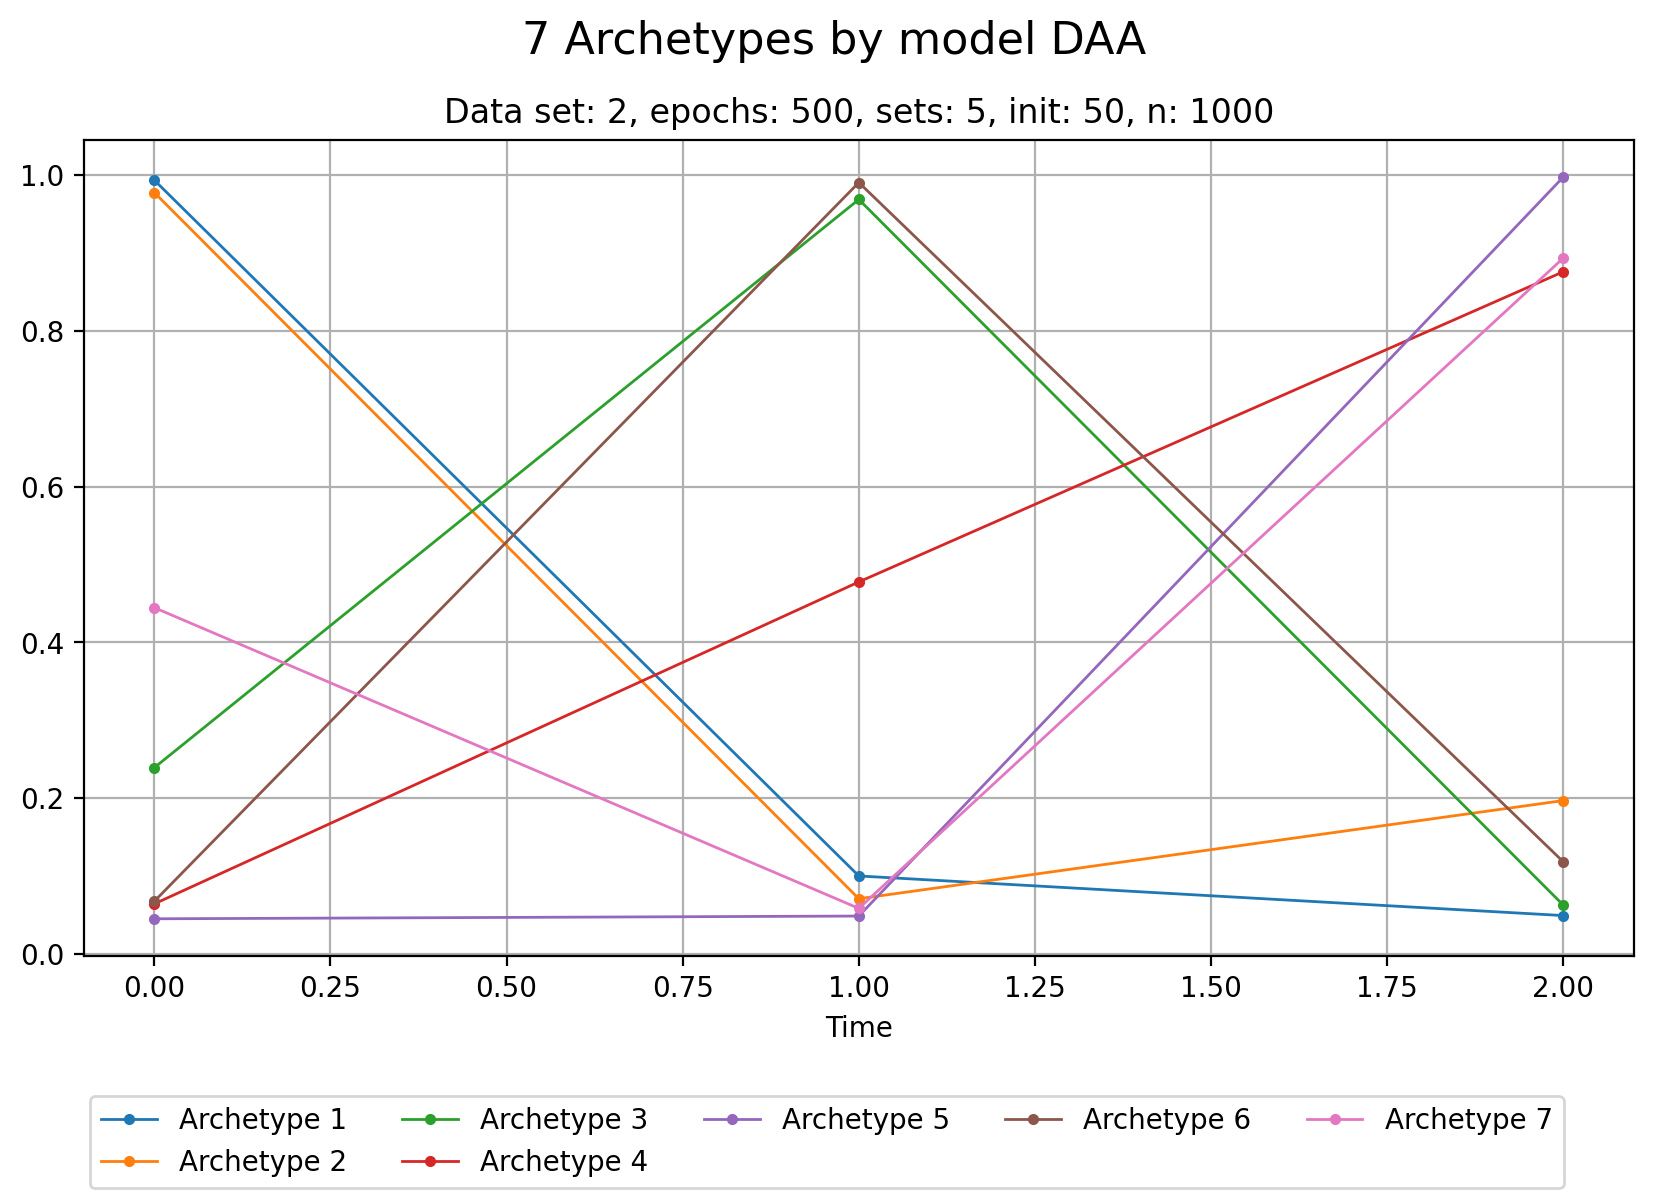 7 Archetypes by model DAA
Data set: 2, epochs: 500, sets: 5, init: 50, n: 1000
1.0
0.8
0.6
0.4
0.2
0.0
0.00 0.25 0.50 0.75 1.00 1.25 1.50 1.75 2.00
Time
Archetype 1 Archetype 3 Archetype 5 Archetype 6 Archetype 7
Archetype 2 Archetype 4